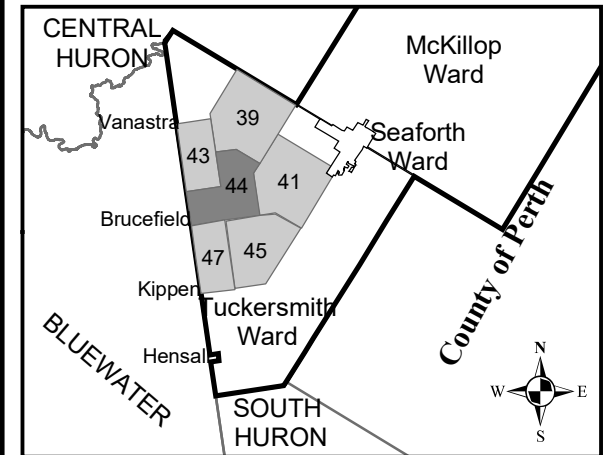 CENTRAL
HURON
McKillop
Ward
Vanastra
39
Seaforth
Ward
43
44
41
Brucefield
47
45
Kippen
Tuckersmith
Ward
County of Perth
BLUEWATER
Hensall
SOUTH
HURON
N
W
E
S